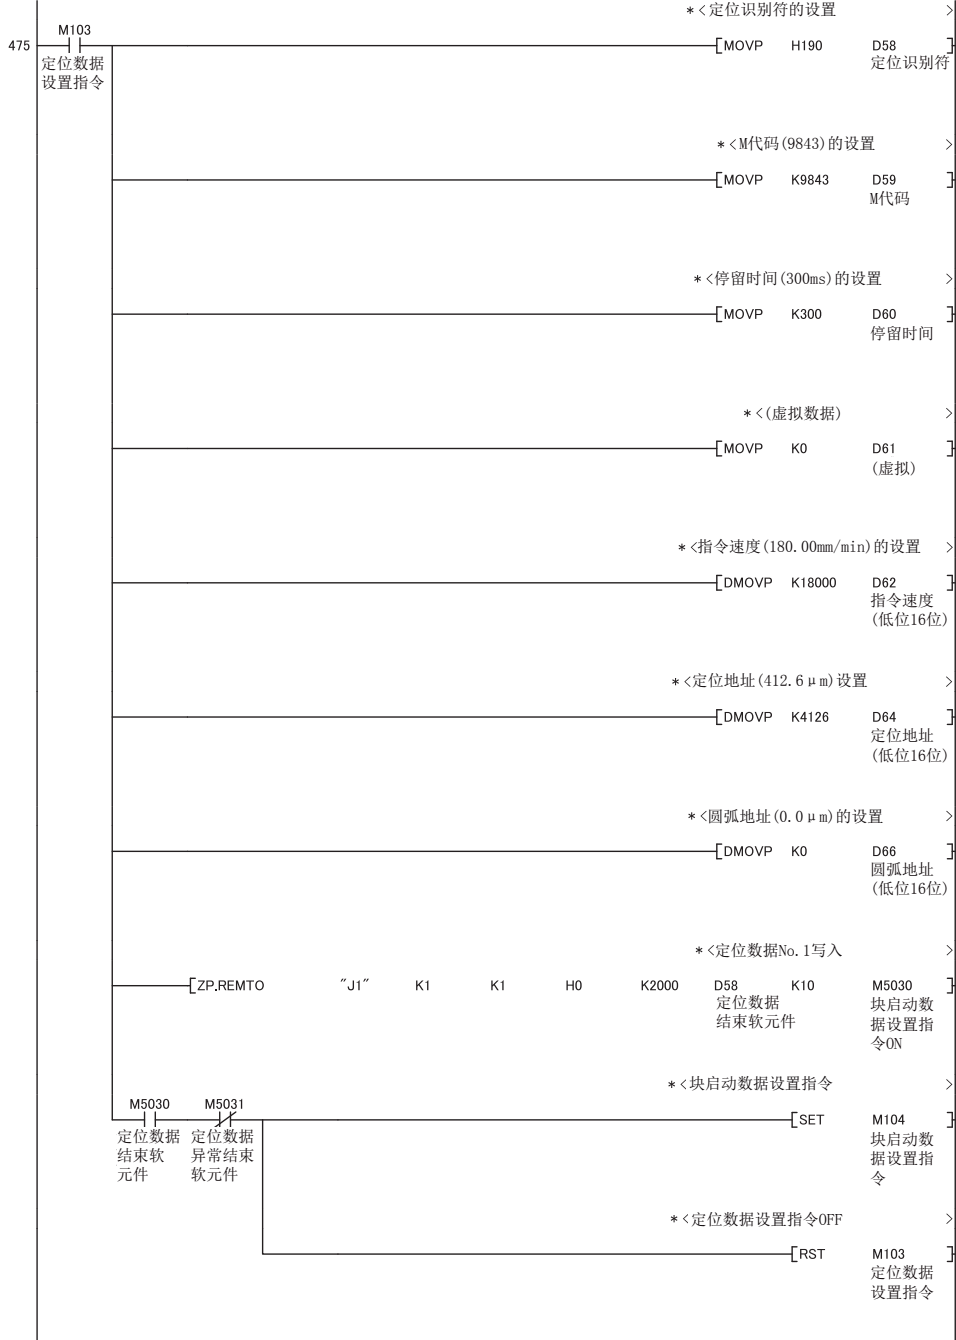 *<定位识别符的设置 >
M103
475 [MOVP H190 D58 ]
定位数据 定位识别符
设置指令
*<M代码(9843)的设置 >
[MOVP K9843 D59 ]
M代码
*<停留时间(300ms)的设置 >
[MOVP K300 D60 ]
停留时间
*<(虚拟数据) >
[MOVP K0 D61 ]
(虚拟)
*<指令速度(180.00mm/min)的设置 >
[DMOVP K18000 D62 ]
指令速度
(低位16位)
*<定位地址(412.6μm)设置 >
[DMOVP K4126 D64 ]
定位地址
(低位16位)
*<圆弧地址(0.0μm)的设置 >
[DMOVP K0 D66 ]
圆弧地址
(低位16位)
*<定位数据No.1写入 >
[ZP.REMTO "J1" K1 K1 H0 K2000 D58 K10 M5030 ]
定位数据 块启动数
结束软元件 据设置指
令ON
*<块启动数据设置指令 >
M5030 M5031
[SET M104 ]
定位数据 定位数据 块启动数
结束软 异常结束 据设置指
元件 软元件 令
*<定位数据设置指令OFF >
[RST M103 ]
定位数据
设置指令